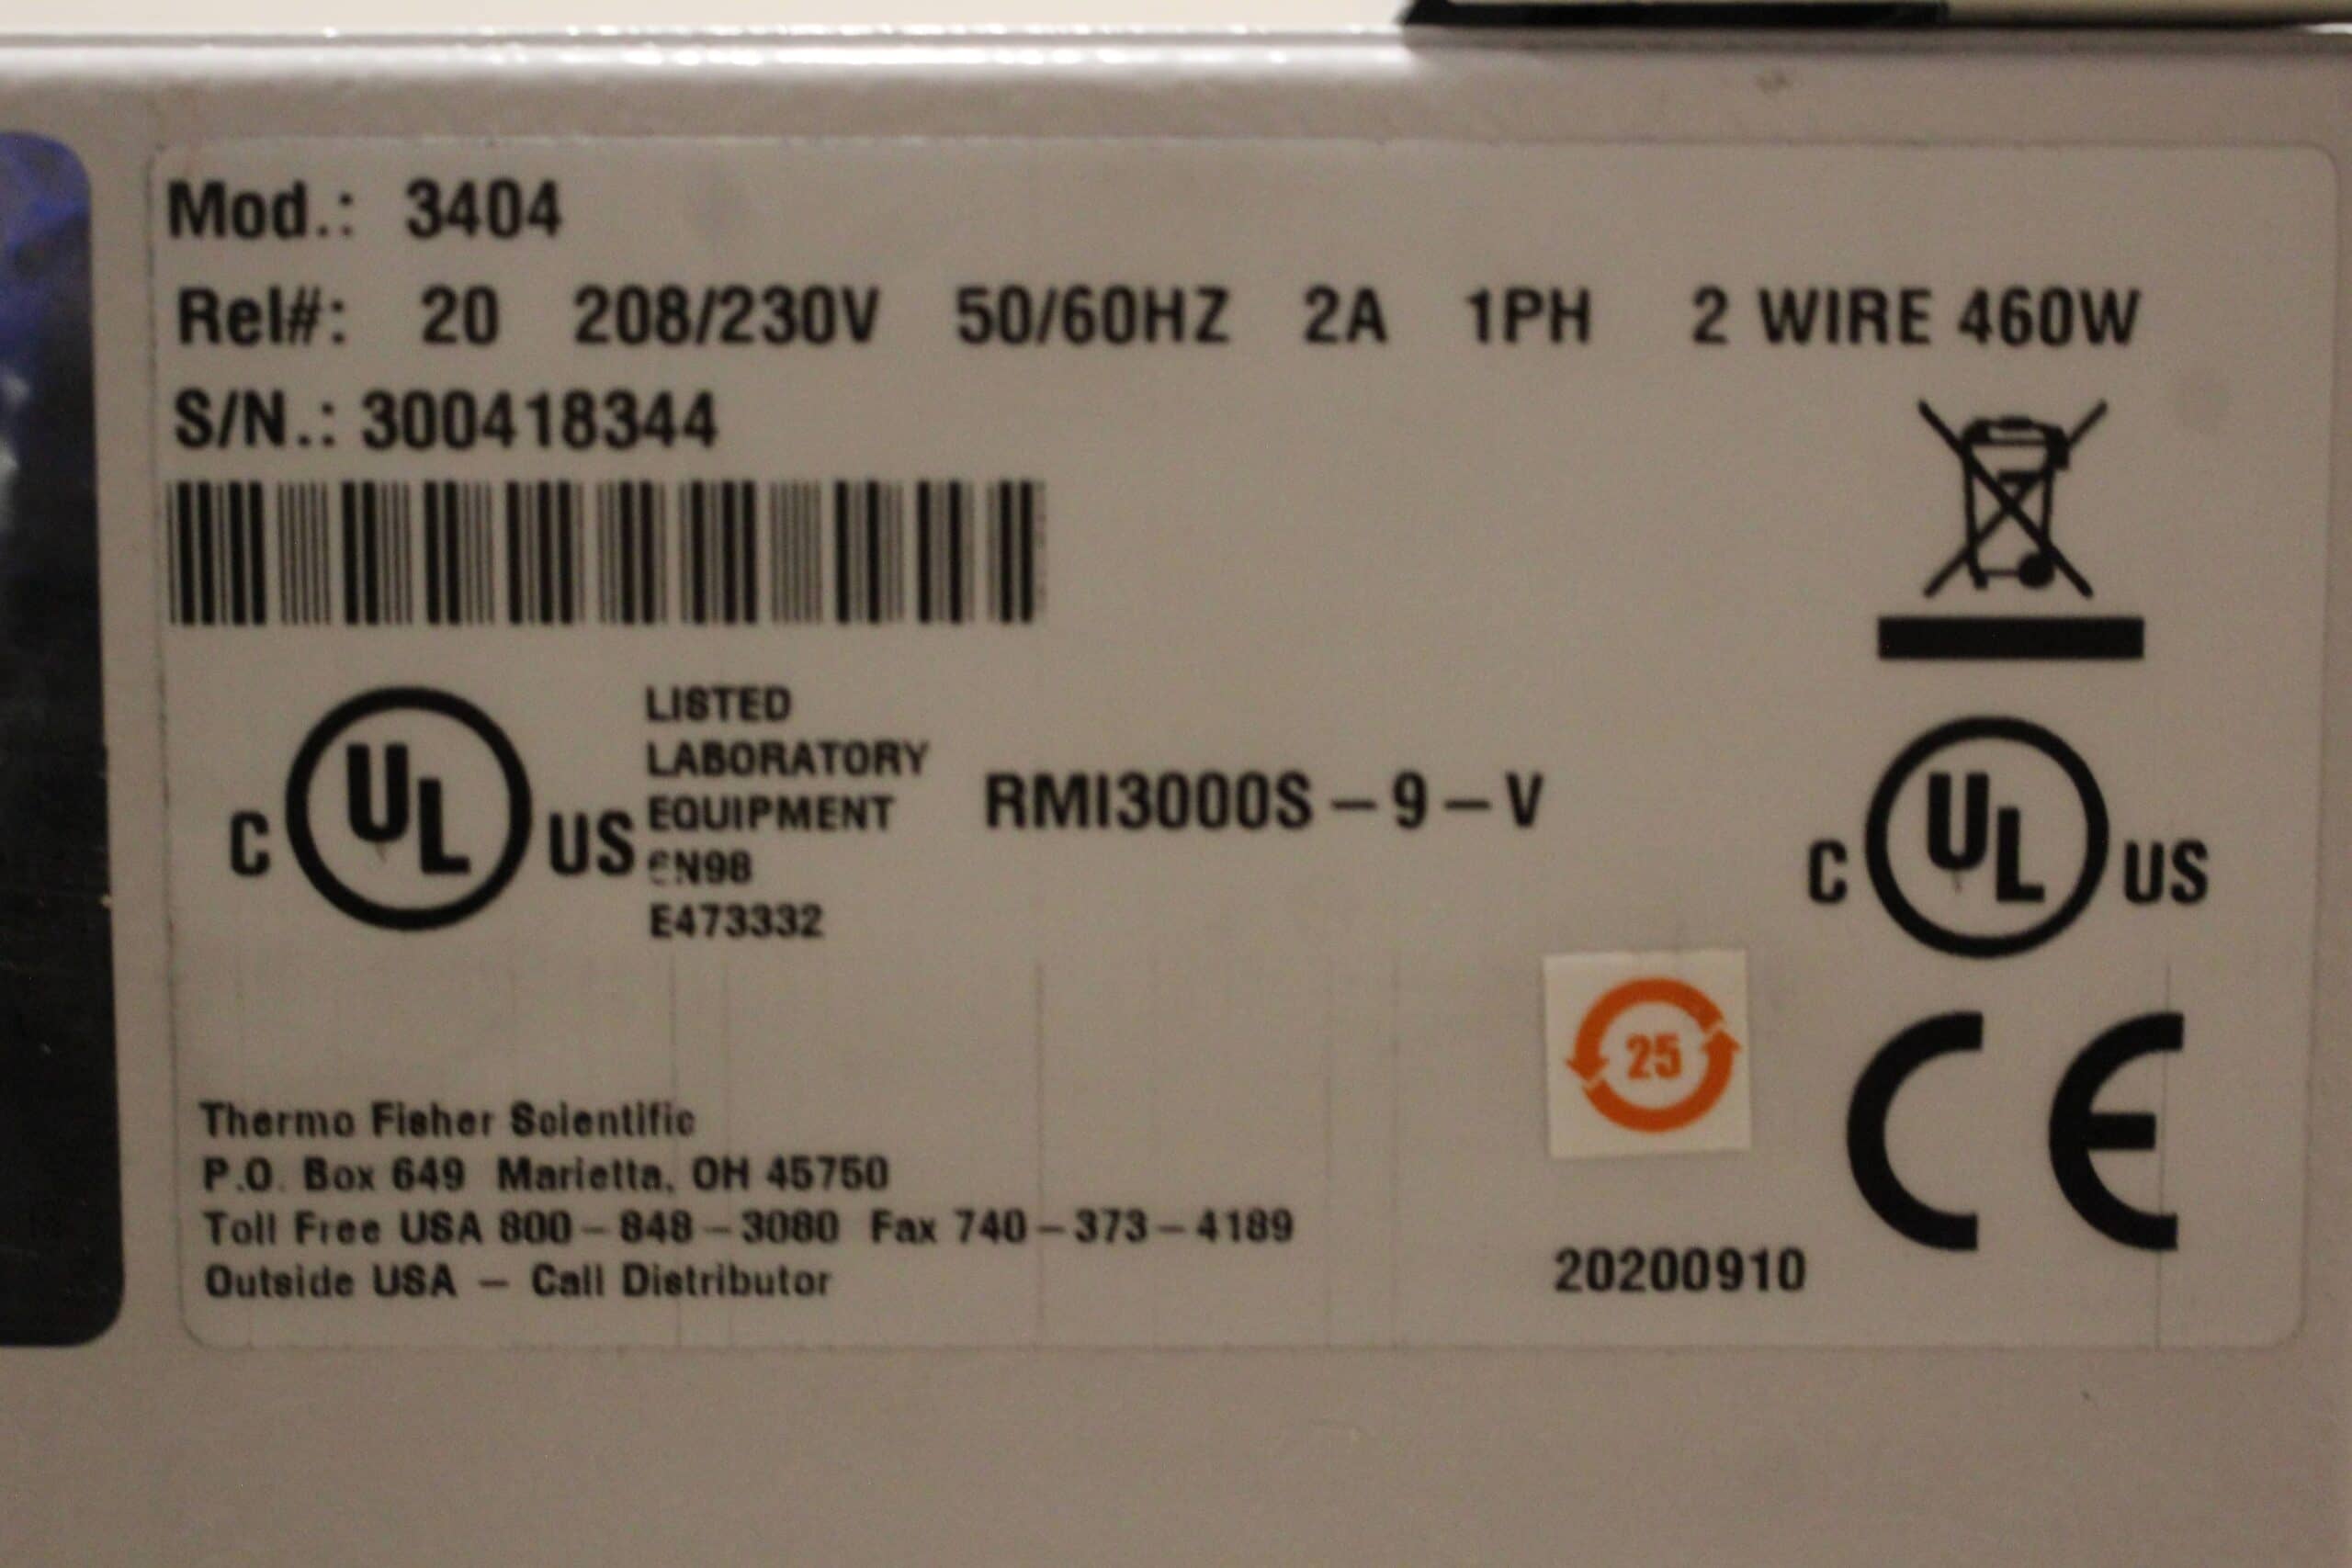 Mod.: 3404
Rel#: 20 208/230V 50/60HZ 2A 1PH 2 WIRE 460W
S/N.: 300418344
C UL US
LISTED
LABORATORY
EQUIPMENT
6N98
E473332
RMI3000S-9-V
C UL US
25
CE
Thermo Fisher Scientific
P.O. Box 649 Marietta, OH 45750
Toll Free USA 800-848-3080 Fax 740-373-4189
Outside USA - Call Distributor
20200910